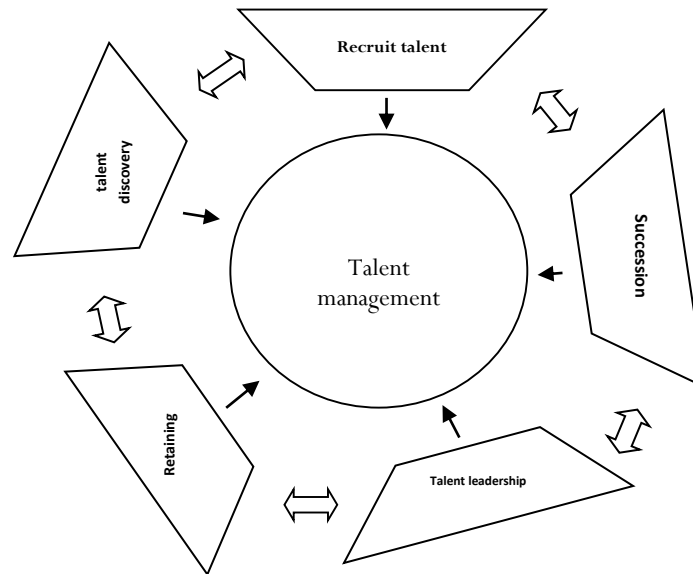 Recruit talent
talent
discovery
Succession
Talent
management
Retaining
Talent leadership